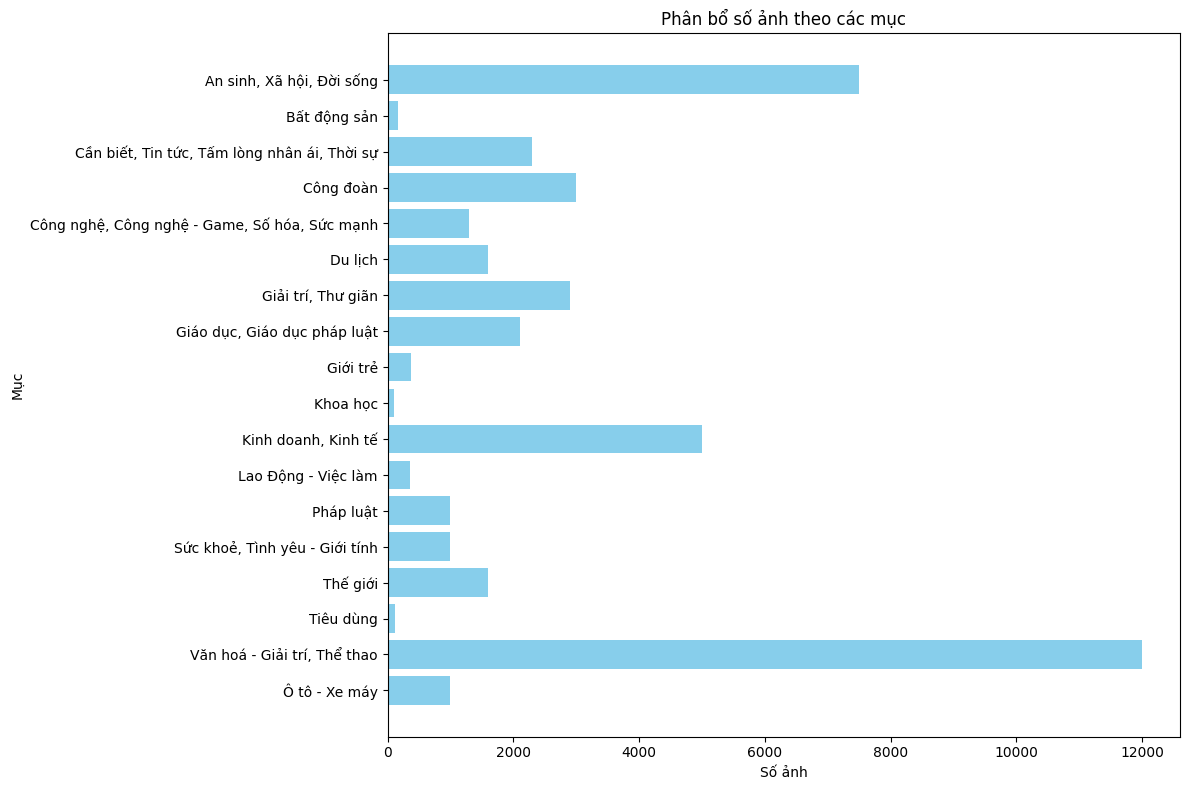 Phân bổ số ảnh theo các mục
An sinh, Xã hội, Đời sống
Bất động sản
Cần biết, Tin tức, Tấm lòng nhân ái, Thời sự
Công đoàn
Công nghệ, Công nghệ - Game, Số hóa, Sức mạnh
Du lịch
Giải trí, Thư giãn
Giáo dục, Giáo dục pháp luật
Giới trẻ
Khoa học
Kinh doanh, Kinh tế
Lao Động - Việc làm
Pháp luật
Sức khoẻ, Tình yêu - Giới tính
Thế giới
Tiêu dùng
Văn hoá - Giải trí, Thể thao
Ô tô - Xe máy
Mục
0 2000 4000 6000 8000 10000 12000
Số ảnh